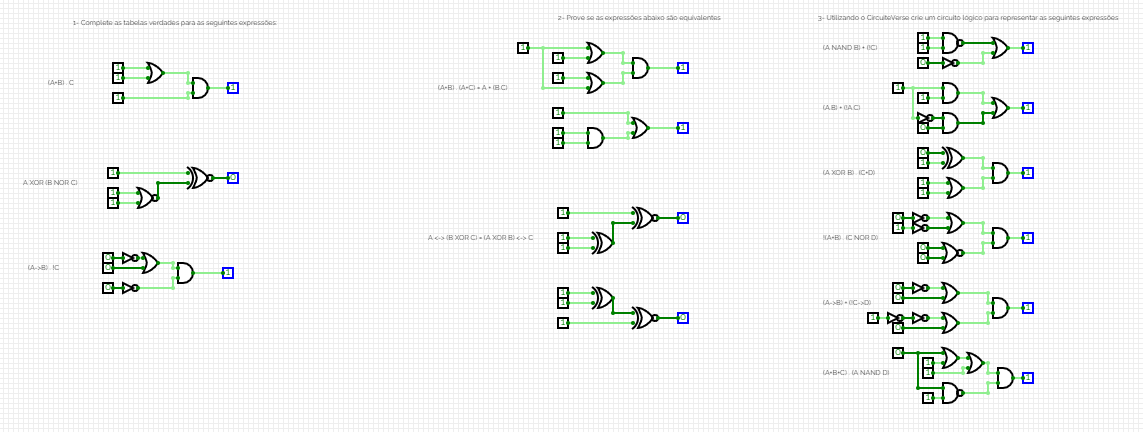 1- Complete as tabelas verdades para as seguintes expressões:
(A+B) . C
A XOR (B NOR C)
(A->B) . !C
2- Prove se as expressões abaixo são equivalentes
(A+B) . (A+C) = A + (B.C)
A <-> (B XOR C) = (A XOR B) <-> C
3- Utilizando o CircuiteVerse crie um circuito lógico para representar as seguintes expressões
(A NAND B) + (!C)
(A.B) + (!A.C)
(A XOR B) . (C+D)
!(A+B) . (C NOR D)
(A->B) + (!C->D)
(A+B+C) . (A NAND D)